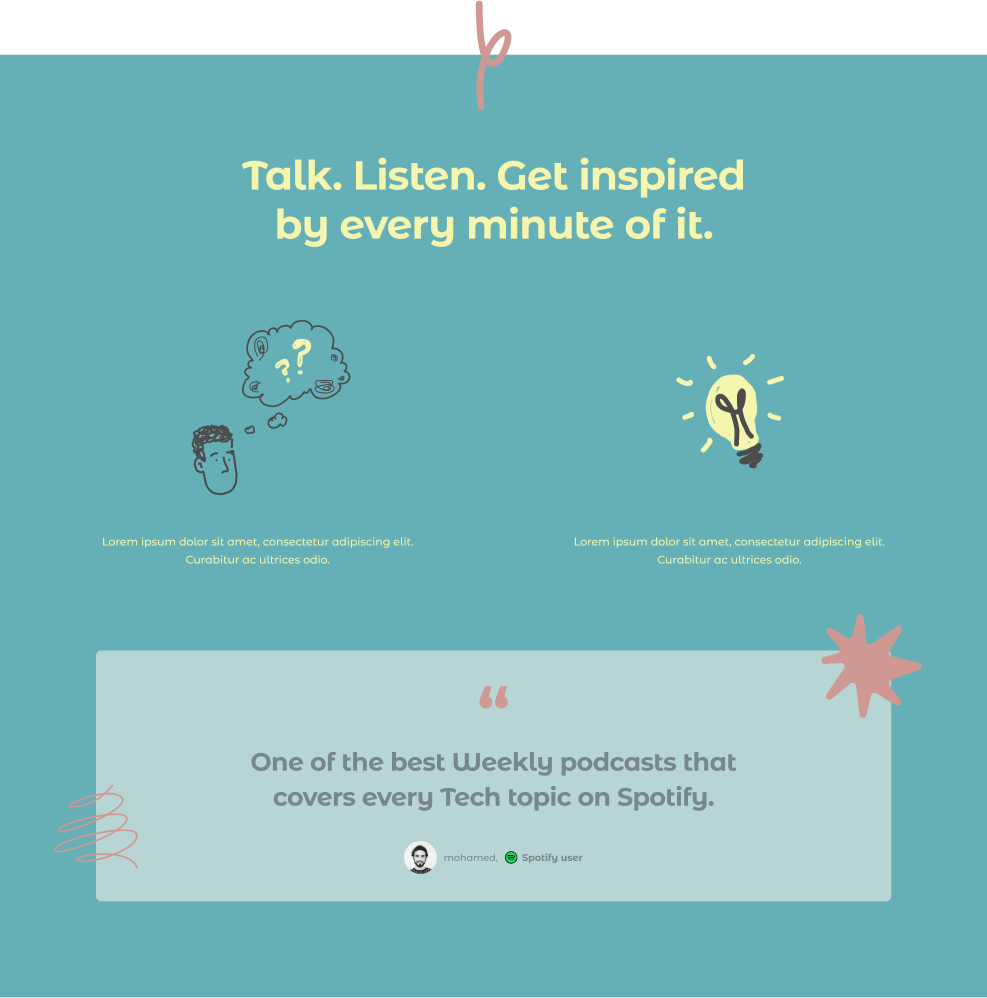 Talk. Listen. Get inspired
by every minute of it.
? ?
Lorem ipsum dolor sit amet, consectetur adipiscing elit.
Curabitur ac ultrices odio.
Lorem ipsum dolor sit amet, consectetur adipiscing elit.
Curabitur ac ultrices odio.
“
One of the best Weekly podcasts that
covers every Tech topic on Spotify.
mohamed, Spotify user